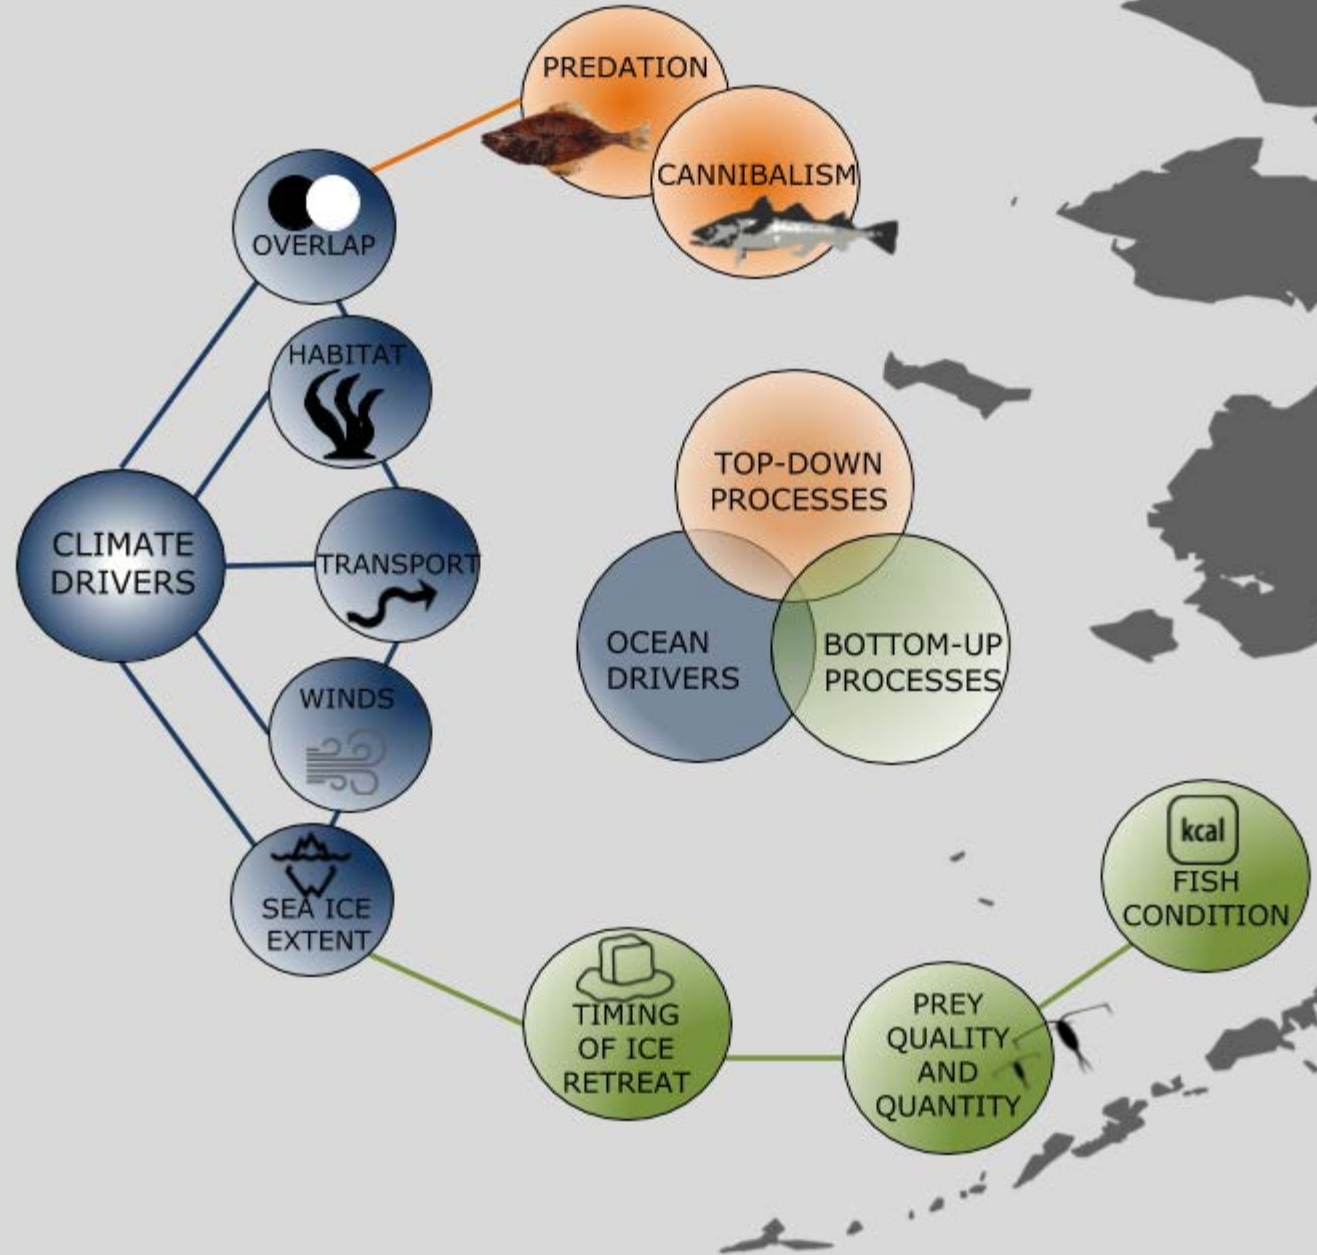 PREDATION
CANNIBALISM
OVERLAP
HABITAT
CLIMATE
DRIVERS
TRANSPORT
WINDS
SEA ICE
EXTENT
TOP-DOWN
PROCESSES
OCEAN
DRIVERS
BOTTOM-UP
PROCESSES
TIMING
OF ICE
RETREAT
PREY
QUALITY
AND
QUANTITY
kcal
FISH
CONDITION